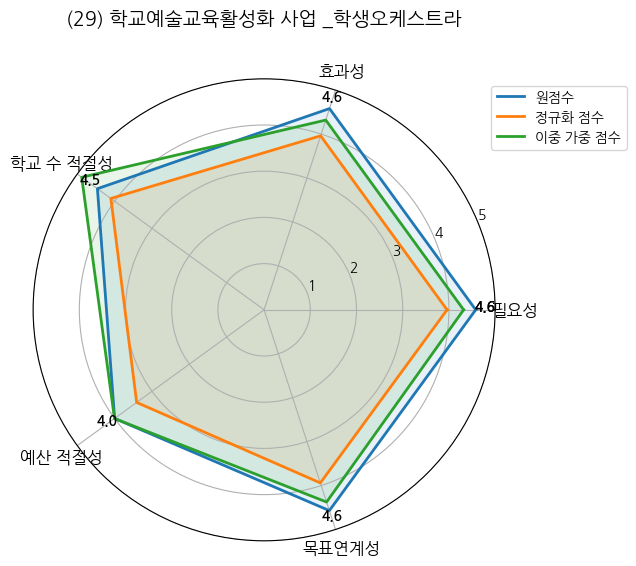 (29) 학교예술교육활성화 사업 _학생오케스트라
효과성
4.6
원점수
정규화 점수
이중 가중 점수
학교 수 적절성
4.5
5
4
3
2
1
4.6
필요성
4.0
예산 적절성
4.6
목표연계성